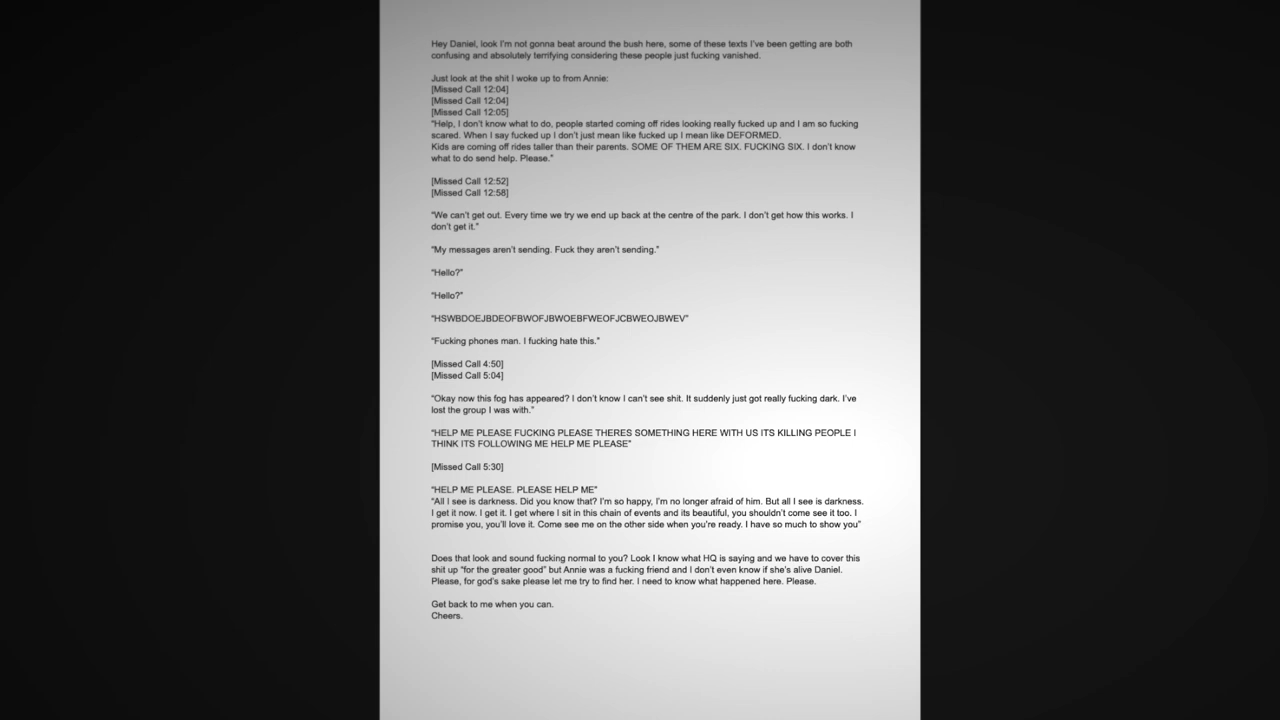 Hey Daniel, look I'm not gonna beat around the bush here, some of these texts I've been getting are both
confusing and absolutely terrifying considering these people just fucking vanished.
Just look at the shit I woke up to from Annie:
[Missed Call 12:04]
[Missed Call 12:04]
[Missed Call 12:05]
"Help, I don't know what to do, people started coming off rides looking really fucked up and I am so fucking
scared. When I say fucked up I don't just mean like fucked up I mean like DEFORMED.
Kids are coming off rides taller than their parents. SOME OF THEM ARE SIX. FUCKING SIX. I don't know
what to do send help. Please."
[Missed Call 12:52]
[Missed Call 12:58]
"We can't get out. Every time we try we end up back at the centre of the park. I don't get how this works. I
don't get it."
"My messages aren't sending. Fuck they aren't sending."
"Hello?"
"Hello?"
"HSWBDOEJBDEOFBWOFJBWOEBFWEOFJCBWEOJBWEV"
"Fucking phones man. I fucking hate this."
[Missed Call 4:50]
[Missed Call 5:04]
"Okay now this fog has appeared? I don't know I can't see shit. It suddenly just got really fucking dark. I've
lost the group I was with."
"HELP ME PLEASE FUCKING PLEASE THERES SOMETHING HERE WITH US ITS KILLING PEOPLE I
THINK ITS FOLLOWING ME HELP ME PLEASE"
[Missed Call 5:30]
"HELP ME PLEASE. PLEASE HELP ME"
"All I see is darkness. Did you know that? I'm so happy, I'm no longer afraid of him. But all I see is darkness.
I get it now. I get it. I get where I sit in this chain of events and its beautiful, you shouldn't come see it too. I
promise you, you'll love it. Come see me on the other side when you're ready. I have so much to show you"
Does that look and sound fucking normal to you? Look I know what HQ is saying and we have to cover this
shit up "for the greater good" but Annie was a fucking friend and I don't even know if she's alive Daniel.
Please, for god's sake please let me try to find her. I need to know what happened here. Please.
Get back to me when you can.
Cheers.